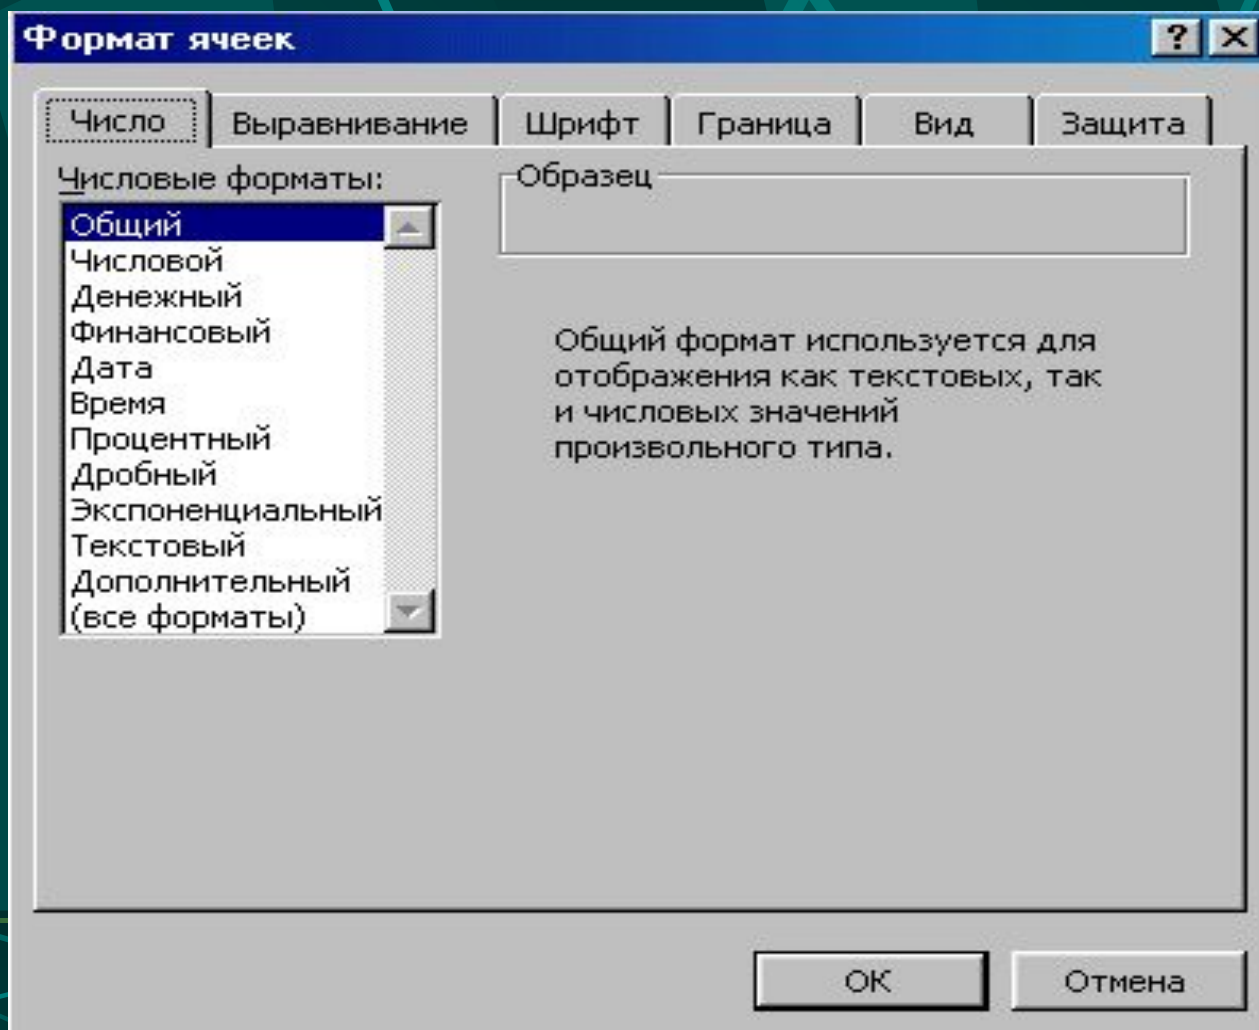 Формат ячеек
Число Выравнивание Шрифт Граница Вид Защита
Числовые форматы:
Общий
Числовой
Денежный
Финансовый
Дата
Время
Процентный
Дробный
Экспоненциальный
Текстовый
Дополнительный
(все форматы)
Образец
Общий формат используется для
отображения как текстовых, так
и числовых значений
произвольного типа.
ОК Отмена